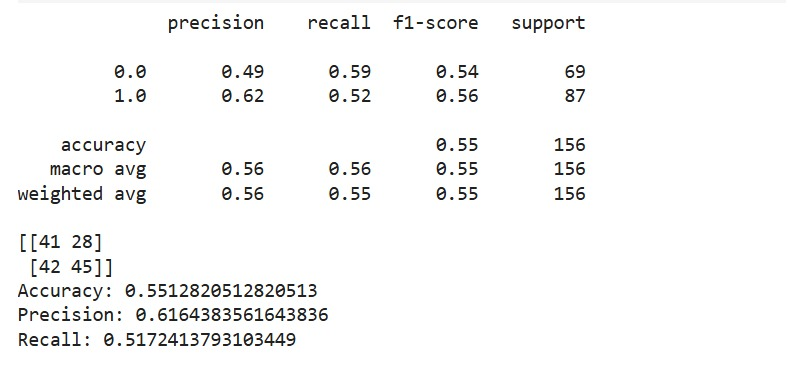 precision recall f1-score support
0.0 0.49 0.59 0.54 69
1.0 0.62 0.52 0.56 87
accuracy 0.55 156
macro avg 0.56 0.56 0.55 156
weighted avg 0.56 0.55 0.55 156
[[41 28]
[42 45]]
Accuracy: 0.5512820512820513
Precision: 0.6164383561643836
Recall: 0.5172413793103449